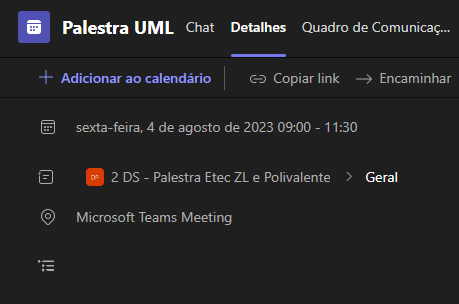 Palestra UML Chat Detalhes Quadro de Comunicaç...
Adicionar ao calendário Copiar link Encaminhar
sexta-feira, 4 de agosto de 2023 09:00 - 11:30
DP 2 DS - Palestra Etec ZL e Polivalente > Geral
Microsoft Teams Meeting